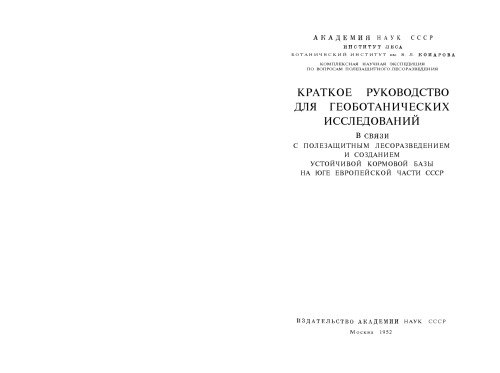 АКАДЕМИЯ НАУК СССР
ИНСТИТУТ ЛЕСА
БОТАНИЧЕСКИЙ ИНСТИТУТ им. В. Л. КОМАРОВА
КОМПЛЕКСНАЯ НАУЧНАЯ ЭКСПЕДИЦИЯ
ПО ВОПРОСАМ ПОЛЕЗАЩИТНОГО ЛЕСОРАЗВЕДЕНИЯ
КРАТКОЕ РУКОВОДСТВО
ДЛЯ ГЕОБОТАНИЧЕСКИХ
ИССЛЕДОВАНИЙ
В СВЯЗИ
С ПОЛЕЗАЩИТНЫМ ЛЕСОРАЗВЕДЕНИЕМ
И СОЗДАНИЕМ
УСТОЙЧИВОЙ КОРМОВОЙ БАЗЫ
НА ЮГЕ ЕВРОПЕЙСКОЙ ЧАСТИ СССР
ИЗДАТЕЛЬСТВО АКАДЕМИИ НАУК СССР
Москва 1952